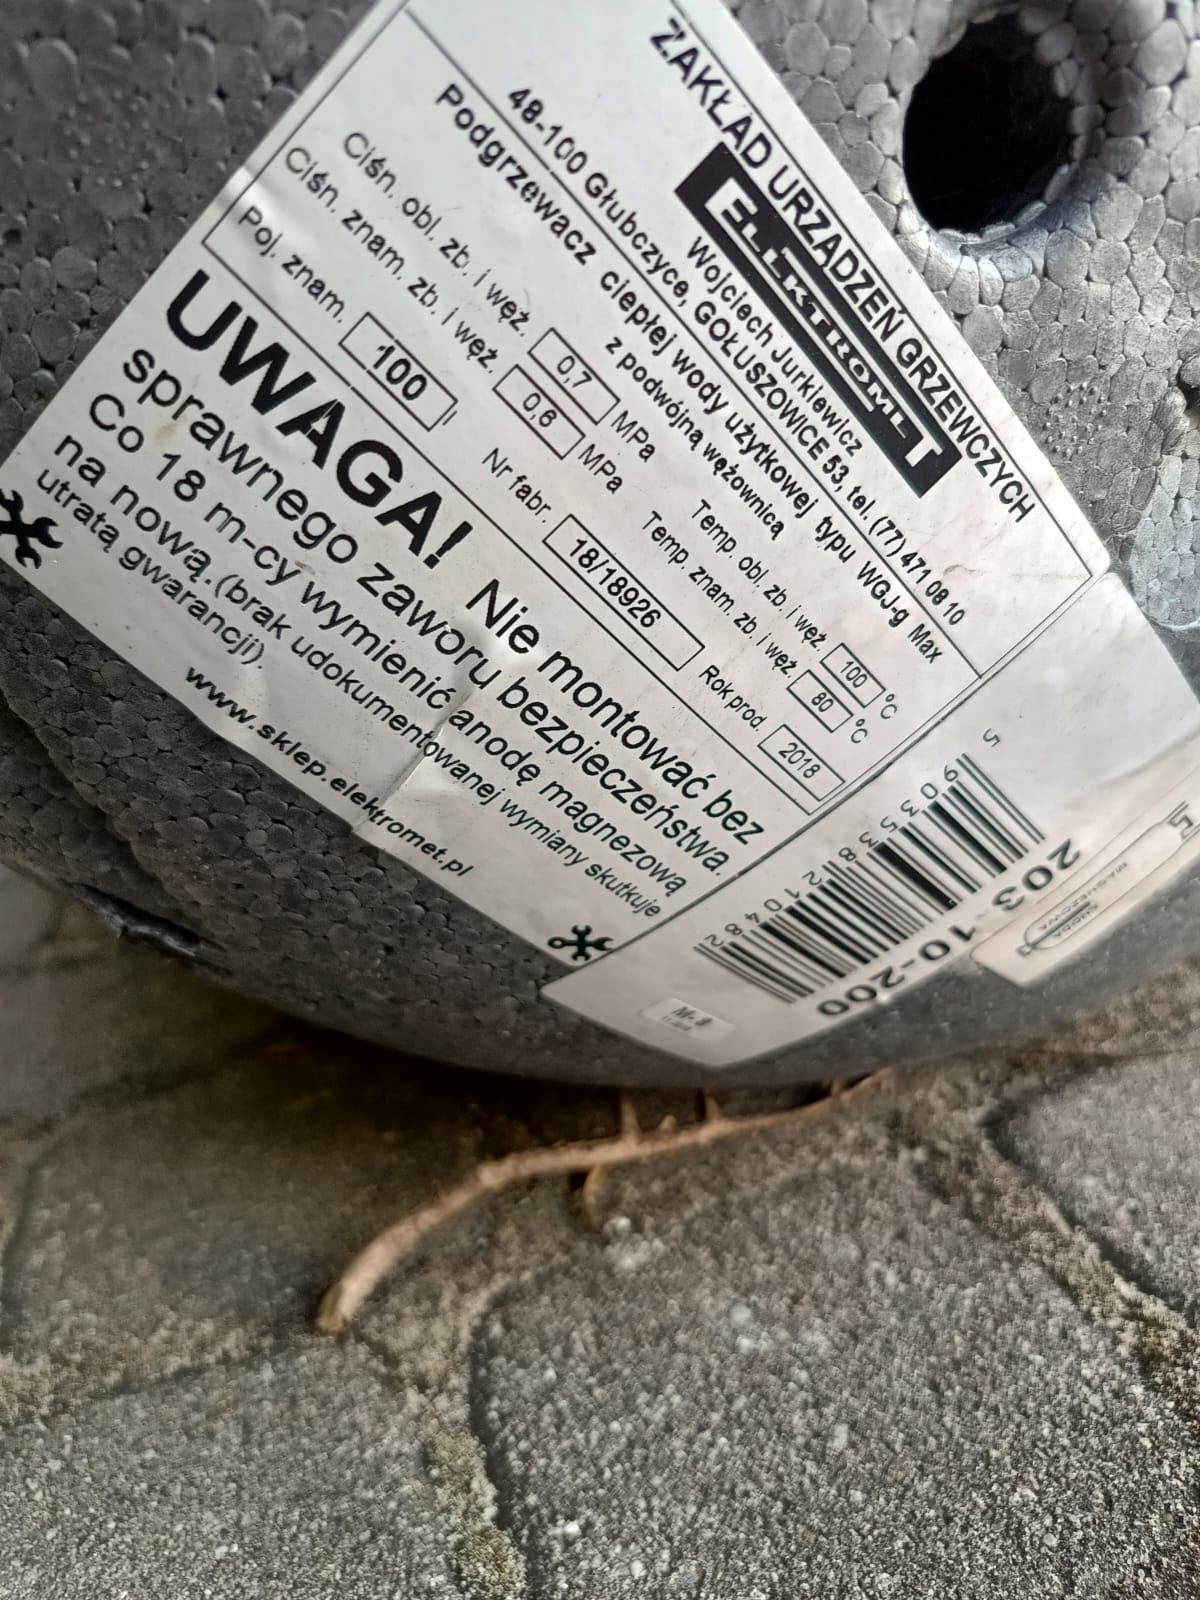 ZAKŁAD URZĄDZEŃ GRZEWCZYCH
ELEKTROMET
Wojciech Jurkiewicz
48-100 Głubczyce, GOŁUSZOWICE 53, tel. (77) 471 08 10
Podgrzewacz ciepłej wody użytkowej typu WGJ-g Max
z podwójną wężownicą
Ciśn. obl. zb. i węż. 0,7 MPa Temp. obl. zb. i węż 100 °C
Ciśn. znam. zb. i węż. 0,6 MPa Temp. znam. zb. i węż. 80 °C
Poj. znam. 100 l Nr fabr. 18/18926 Rok prod. 2018
UWAGA! Nie montować bez
sprawnego zaworu bezpieczeństwa.
Co 18 m-cy wymienić anodę magnezową
na nową.(brak udokumentowanej wymiany skutkuje
utratą gwarancji).
www.sklep.elektromet.pl
5 903538 210482
203-10-200
M-8